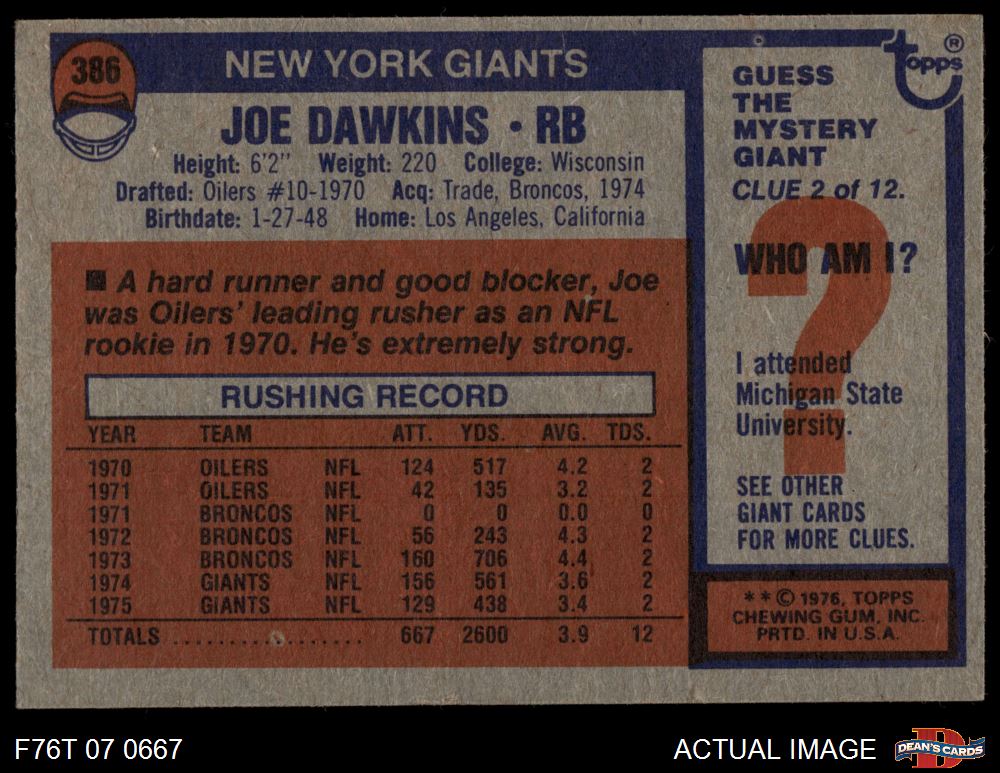 386
NEW YORK GIANTS
JOE DAWKINS • RB
Height: 6'2" Weight: 220 College: Wisconsin
Drafted: Oilers #10-1970 Acq: Trade, Broncos, 1974
Birthdate: 1-27-48 Home: Los Angeles, California
■ A hard runner and good blocker, Joe
was Oilers' leading rusher as an NFL
rookie in 1970. He's extremely strong.
RUSHING RECORD
YEAR TEAM ATT. YDS. AVG. TDS.
1970 OILERS NFL 124 517 4.2 2
1971 OILERS NFL 42 135 3.2 2
1971 BRONCOS NFL 0 0 0.0 0
1972 BRONCOS NFL 56 243 4.3 2
1973 BRONCOS NFL 160 706 4.4 2
1974 GIANTS NFL 156 561 3.6 2
1975 GIANTS NFL 129 438 3.4 2
TOTALS .................. 667 2600 3.9 12
topps ®
GUESS
THE
MYSTERY
GIANT
CLUE 2 of 12.
?
WHO AM I?
I attended
Michigan State
University.
SEE OTHER
GIANT CARDS
FOR MORE CLUES.
**© 1976, TOPPS
CHEWING GUM, INC.
PRTD. IN U.S.A.
F76T 07 0667
ACTUAL IMAGE
D
DEAN'S CARDS